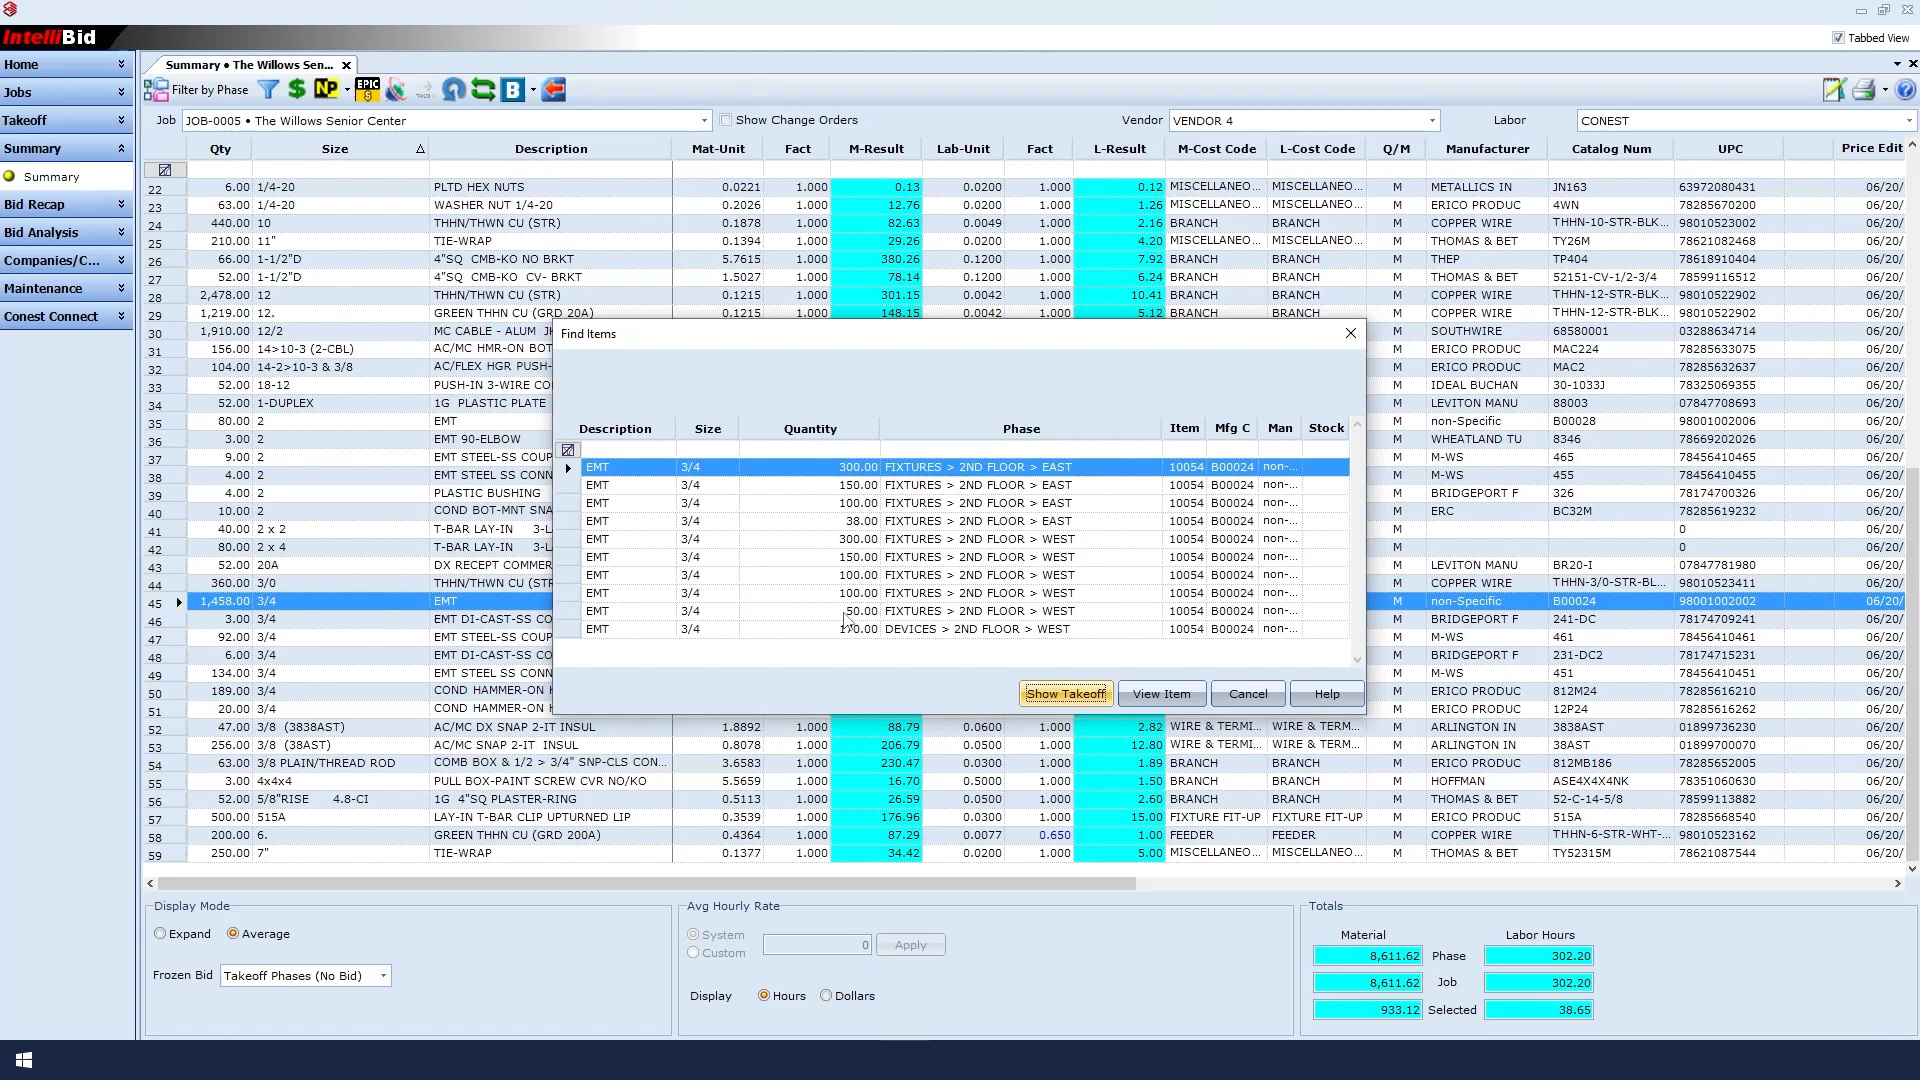 IntelliBid
Tabbed View
Home
Jobs
Takeoff
Summary
Summary
Bid Recap
Bid Analysis
Companies/C...
Maintenance
Conest Connect
Summary • The Willows Sen...
Filter by Phase $ NP EPIC $ B
Job JOB-0005 • The Willows Senior Center Show Change Orders Vendor VENDOR 4 Labor CONEST
Qty Size Description Mat-Unit Fact M-Result Lab-Unit Fact L-Result M-Cost Code L-Cost Code Q/M Manufacturer Catalog Num UPC Price Edit
22 6.00 1/4-20 PLTD HEX NUTS 0.0221 1.000 0.13 0.0200 1.000 0.12 MISCELLANEO... MISCELLANEO... M METALLICS IN JN163 63972080431 06/20/
23 63.00 1/4-20 WASHER NUT 1/4-20 0.2026 1.000 12.76 0.0200 1.000 1.26 MISCELLANEO... MISCELLANEO... M ERICO PRODUC 4WN 78285670200 06/20/
24 440.00 10 THHN/THWN CU (STR) 0.1878 1.000 82.63 0.0049 1.000 2.16 BRANCH BRANCH M COPPER WIRE THHN-10-STR-BLK... 98010523002 06/20/
25 210.00 11" TIE-WRAP 0.1394 1.000 29.26 0.0200 1.000 4.20 MISCELLANEO... MISCELLANEO... M THOMAS & BET TY26M 78621082468 06/20/
26 66.00 1-1/2"D 4"SQ CMB-KO NO BRKT 5.7615 1.000 380.26 0.1200 1.000 7.92 BRANCH BRANCH M THEP TP404 78618910404 06/20/
27 52.00 1-1/2"D 4"SQ CMB-KO CV- BRKT 1.5027 1.000 78.14 0.1200 1.000 6.24 BRANCH BRANCH M THOMAS & BET 52151-CV-1/2-3/4 78599116512 06/20/
28 2,478.00 12 THHN/THWN CU (STR) 0.1215 1.000 301.15 0.0042 1.000 10.41 BRANCH BRANCH M COPPER WIRE THHN-12-STR-BLK... 98010522902 06/20/
29 1,219.00 12. GREEN THHN CU (GRD 20A) 0.1215 1.000 148.15 0.0042 1.000 5.12 BRANCH BRANCH M COPPER WIRE THHN-12-STR-BLK... 98010522902 06/20/
30 1,910.00 12/2 MC CABLE - ALUM JK M SOUTHWIRE 68580001 03288634714 06/20/
31 156.00 14>10-3 (2-CBL) AC/MC HMR-ON BOT M ERICO PRODUC MAC224 78285633075 06/20/
32 104.00 14-2>10-3 & 3/8 AC/FLEX HGR PUSH- M ERICO PRODUC MAC2 78285632637 06/20/
33 52.00 18-12 PUSH-IN 3-WIRE CO M IDEAL BUCHAN 30-1033J 78325069355 06/20/
34 52.00 1-DUPLEX 1G PLASTIC PLATE M LEVITON MANU 88003 07847708693 06/20/
35 80.00 2 EMT M non-Specific B00028 98001002006 06/20/
36 3.00 2 EMT 90-ELBOW M WHEATLAND TU 8346 78669202026 06/20/
37 9.00 2 EMT STEEL-SS COUP M M-WS 465 78456410465 06/20/
38 4.00 2 EMT STEEL SS CONN M M-WS 455 78456410455 06/20/
39 4.00 2 PLASTIC BUSHING M BRIDGEPORT F 326 78174700326 06/20/
40 10.00 2 COND BOT-MNT SNA M ERC BC32M 78285619232 06/20/
41 40.00 2 x 2 T-BAR LAY-IN 3-L M 0 06/20/
42 80.00 2 x 4 T-BAR LAY-IN 3-L M 0 06/20/
43 52.00 20A DX RECEPT COMMER M LEVITON MANU BR20-I 07847781980 06/20/
44 360.00 3/0 THHN/THWN CU (STR M COPPER WIRE THHN-3/0-STR-BL... 98010523411 06/20/
45 1,458.00 3/4 EMT M non-Specific B00024 98001002002 06/20/
46 3.00 3/4 EMT DI-CAST-SS CO M BRIDGEPORT F 241-DC 78174709241 06/20/
47 92.00 3/4 EMT STEEL-SS COUP M M-WS 461 78456410461 06/20/
48 6.00 3/4 EMT DI-CAST-SS CO M BRIDGEPORT F 231-DC2 78174715231 06/20/
49 134.00 3/4 EMT STEEL SS CONN M M-WS 451 78456410451 06/20/
50 189.00 3/4 COND HAMMER-ON H M ERICO PRODUC 812M24 78285616210 06/20/
51 20.00 3/4 COND HAMMER-ON H M ERICO PRODUC 12P24 78285616262 06/20/
52 47.00 3/8 (3838AST) AC/MC DX SNAP 2-IT INSUL 1.8892 1.000 88.79 0.0600 1.000 2.82 WIRE & TERMI... WIRE & TERM... M ARLINGTON IN 3838AST 01899736230 06/20/
53 256.00 3/8 (38AST) AC/MC SNAP 2-IT INSUL 0.8078 1.000 206.79 0.0500 1.000 12.80 WIRE & TERMI... WIRE & TERM... M ARLINGTON IN 38AST 01899700070 06/20/
54 63.00 3/8 PLAIN/THREAD ROD COMB BOX & 1/2 > 3/4" SNP-CLS CON... 3.6583 1.000 230.47 0.0300 1.000 1.89 BRANCH BRANCH M ERICO PRODUC 812MB186 78285652005 06/20/
55 3.00 4x4x4 PULL BOX-PAINT SCREW CVR NO/KO 5.5659 1.000 16.70 0.5000 1.000 1.50 BRANCH BRANCH M HOFFMAN ASE4X4X4NK 78351060630 06/20/
56 52.00 5/8"RISE 4.8-CI 1G 4"SQ PLASTER-RING 0.5113 1.000 26.59 0.0500 1.000 2.60 BRANCH BRANCH M THOMAS & BET 52-C-14-5/8 78599113882 06/20/
57 500.00 515A LAY-IN T-BAR CLIP UPTURNED LIP 0.3539 1.000 176.96 0.0300 1.000 15.00 FIXTURE FIT-UP FIXTURE FIT-UP M ERICO PRODUC 515A 78285668540 06/20/
58 200.00 6. GREEN THHN CU (GRD 200A) 0.4364 1.000 87.29 0.0077 0.650 1.00 FEEDER FEEDER M COPPER WIRE THHN-6-STR-WHT-... 98010523162 06/20/
59 250.00 7" TIE-WRAP 0.1377 1.000 34.42 0.0200 1.000 5.00 MISCELLANEO... MISCELLANEO... M THOMAS & BET TY52315M 78621087544 06/20/
Find Items
Description Size Quantity Phase Item Mfg C Man Stock
EMT 3/4 300.00 FIXTURES > 2ND FLOOR > EAST 10054 B00024 non-...
EMT 3/4 150.00 FIXTURES > 2ND FLOOR > EAST 10054 B00024 non-...
EMT 3/4 100.00 FIXTURES > 2ND FLOOR > EAST 10054 B00024 non-...
EMT 3/4 38.00 FIXTURES > 2ND FLOOR > EAST 10054 B00024 non-...
EMT 3/4 300.00 FIXTURES > 2ND FLOOR > WEST 10054 B00024 non-...
EMT 3/4 150.00 FIXTURES > 2ND FLOOR > WEST 10054 B00024 non-...
EMT 3/4 100.00 FIXTURES > 2ND FLOOR > WEST 10054 B00024 non-...
EMT 3/4 100.00 FIXTURES > 2ND FLOOR > WEST 10054 B00024 non-...
EMT 3/4 50.00 FIXTURES > 2ND FLOOR > WEST 10054 B00024 non-...
EMT 3/4 170.00 DEVICES > 2ND FLOOR > WEST 10054 B00024 non-...
Show Takeoff View Item Cancel Help
Display Mode
Expand Average
Frozen Bid Takeoff Phases (No Bid)
Avg Hourly Rate
System
Custom
0 Apply
Display Hours Dollars
Totals
Material Labor Hours
8,611.62 Phase 302.20
8,611.62 Job 302.20
933.12 Selected 38.65